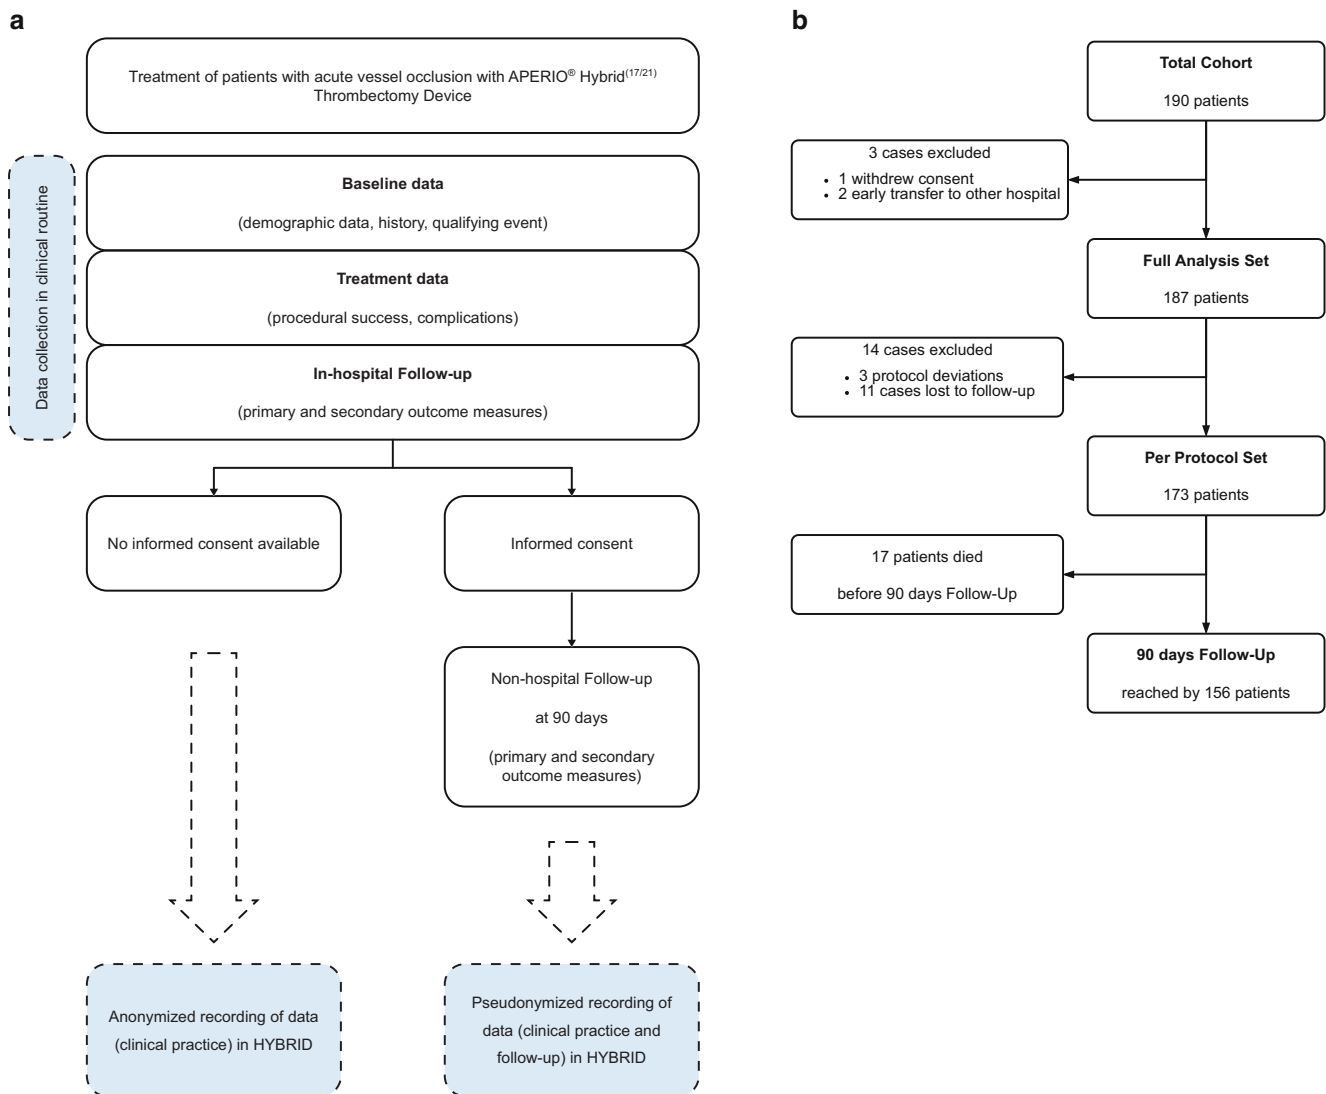 a
Treatment of patients with acute vessel occlusion with APERIO® Hybrid(17/21)
Thrombectomy Device
Data collection in clinical routine
Baseline data
(demographic data, history, qualifying event)
Treatment data
(procedural success, complications)
In-hospital Follow-up
(primary and secondary outcome measures)
No informed consent available
Informed consent
Non-hospital Follow-up
at 90 days
(primary and secondary
outcome measures)
Anonymized recording of data
(clinical practice) in HYBRID
Pseudonymized recording of
data (clinical practice and
follow-up) in HYBRID
b
Total Cohort
190 patients
3 cases excluded
• 1 withdrew consent
• 2 early transfer to other hospital
Full Analysis Set
187 patients
14 cases excluded
• 3 protocol deviations
• 11 cases lost to follow-up
Per Protocol Set
173 patients
17 patients died
before 90 days Follow-Up
90 days Follow-Up
reached by 156 patients